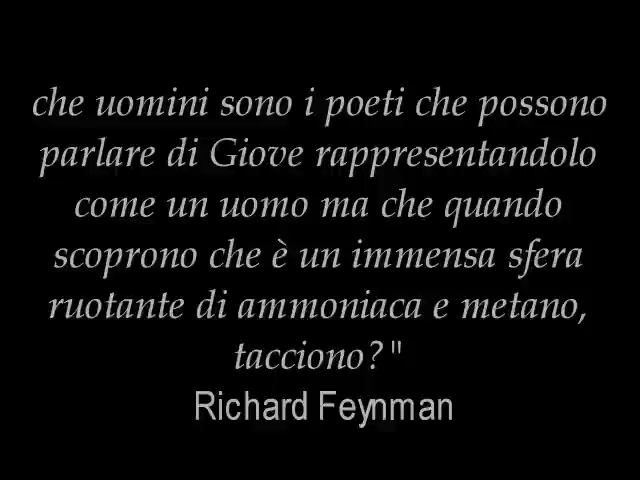 che uomini sono i poeti che possono
parlare di Giove rappresentandolo
come un uomo ma che quando
scoprono che è un immensa sfera
ruotante di ammoniaca e metano,
tacciono?"
Richard Feynman